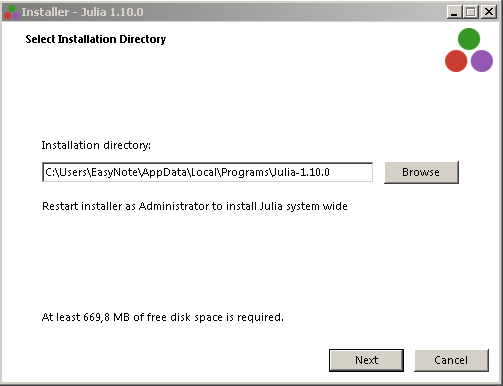 Installer - Julia 1.10.0
Select Installation Directory
Installation directory:
C:\Users\EasyNote\AppData\Local\Programs\Julia-1.10.0
Browse
Restart installer as Administrator to install Julia system wide
At least 669,8 MB of free disk space is required.
Next Cancel